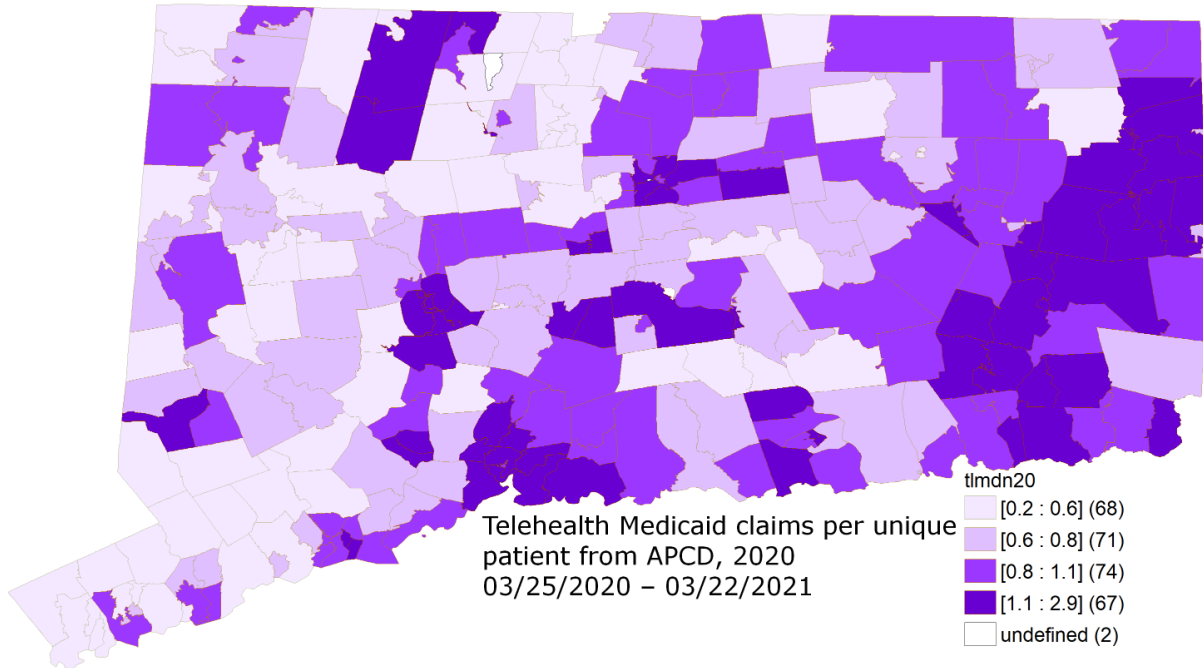 Telehealth Medicaid claims per unique
patient from APCD, 2020
03/25/2020 – 03/22/2021
tlmdn20
[0.2 : 0.6] (68)
[0.6 : 0.8] (71)
[0.8 : 1.1] (74)
[1.1 : 2.9] (67)
undefined (2)